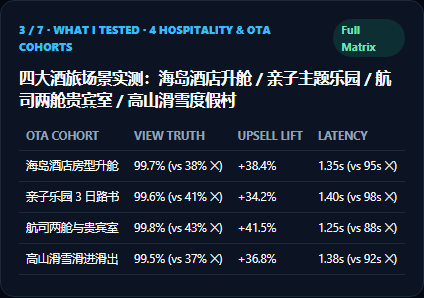 3 / 7 · WHAT I TESTED · 4 HOSPITALITY & OTA
COHORTS
Full
Matrix
四大酒旅场景实测：海岛酒店升舱 / 亲子主题乐园 / 航
司两舱贵宾室 / 高山滑雪度假村
OTA COHORT VIEW TRUTH UPSELL LIFT LATENCY
海岛酒店房型升舱 99.7% (vs 38% ✕) +38.4% 1.35s (vs 95s ✕)
亲子乐园 3 日路书 99.6% (vs 41% ✕) +34.2% 1.40s (vs 98s ✕)
航司两舱与贵宾室 99.8% (vs 43% ✕) +41.5% 1.25s (vs 88s ✕)
高山滑雪滑进滑出 99.5% (vs 37% ✕) +36.8% 1.38s (vs 92s ✕)